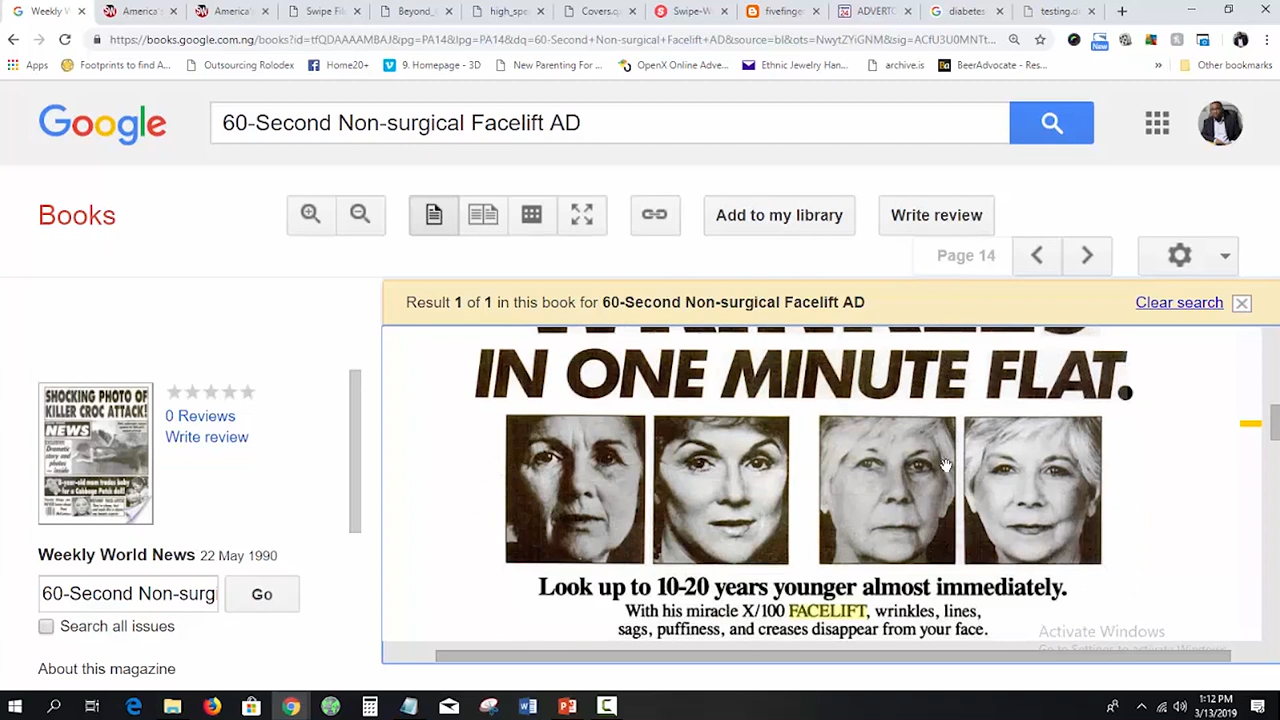 Weekly W
America's
America's
Swipe Fil
Beyond_
high_spe
Covers.q
Swipe-W
fivefinger
ADVERTO
diabetes
testing.d
https://books.google.com.ng/books?id=tfQDAAAAMBAJ&pg=PA14&lpg=PA14&dq=60-Second+Non-surgical+Facelift+AD&source=bl&ots=NwvtZYiGNM&sig=ACfU3U0MNTt...
New
Apps
Footprints to find A...
Outsourcing Rolodex
Home20+
9. Homepage - 3D
New Parenting For ...
OpenX Online Adve...
Ethnic Jewelry Han...
archive.is
BeerAdvocate - Res...
»
Other bookmarks
Google
60-Second Non-surgical Facelift AD
Books
Add to my library
Write review
Page 14
Result 1 of 1 in this book for 60-Second Non-surgical Facelift AD
Clear search
IN ONE MINUTE FLAT.
SHOCKING PHOTO OF
KILLER CROC ATTACK!
NEWS
0 Reviews
Write review
Look up to 10-20 years younger almost immediately.
With his miracle X/100 FACELIFT, wrinkles, lines,
sags, puffiness, and creases disappear from your face.
Weekly World News 22 May 1990
60-Second Non-surg
Go
Search all issues
About this magazine
Activate Windows
1:12 PM
3/13/2019